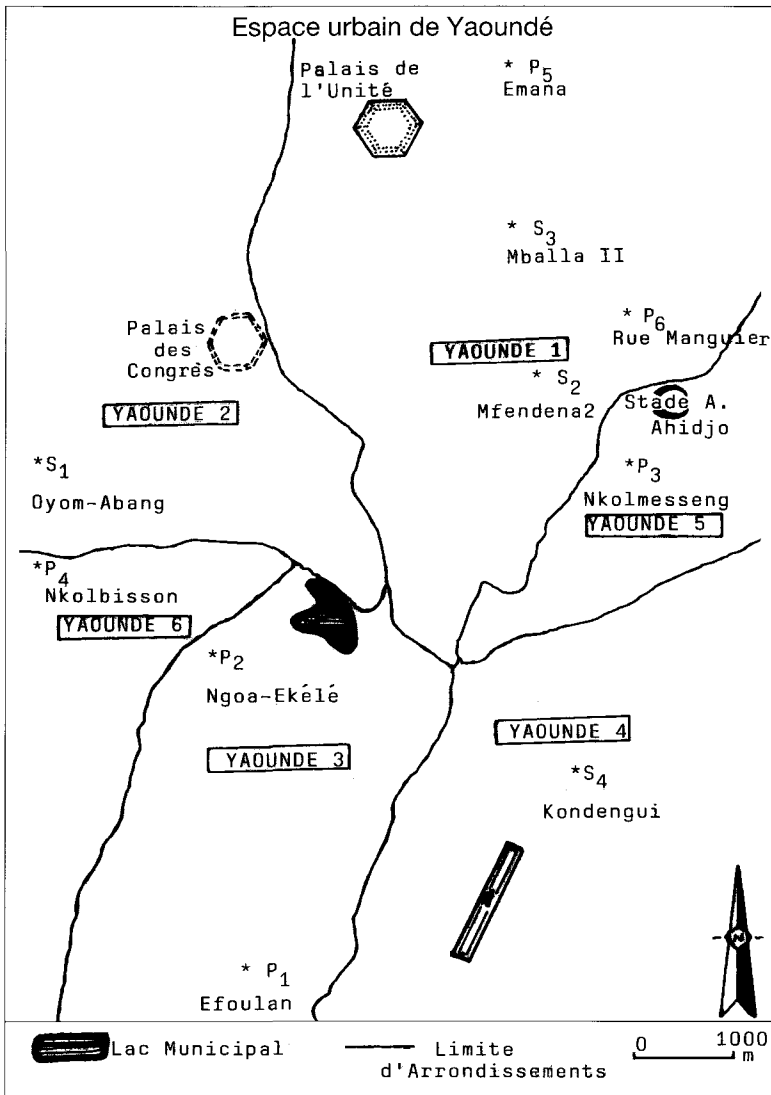 Espace urbain de Yaoundé
Palais de
l'Unité
* P5
Emana
* S3
Mballa II
* P6
Rue Manguier
Palais
des
Congrès
YAOUNDE 1
* S2
Mfendena2
YAOUNDE 2
Stade A.
Ahidjo
*S1
Oyom-Abang
*P3
Nkolmesseng
YAOUNDE 5
*P4
Nkolbisson
YAOUNDE 6
*P2
Ngoa-Ekélé
YAOUNDE 3
YAOUNDE 4
*S4
Kondengui
N
* P1
Efoulan
Lac Municipal
Limite
d'Arrondissements
0 1000
m